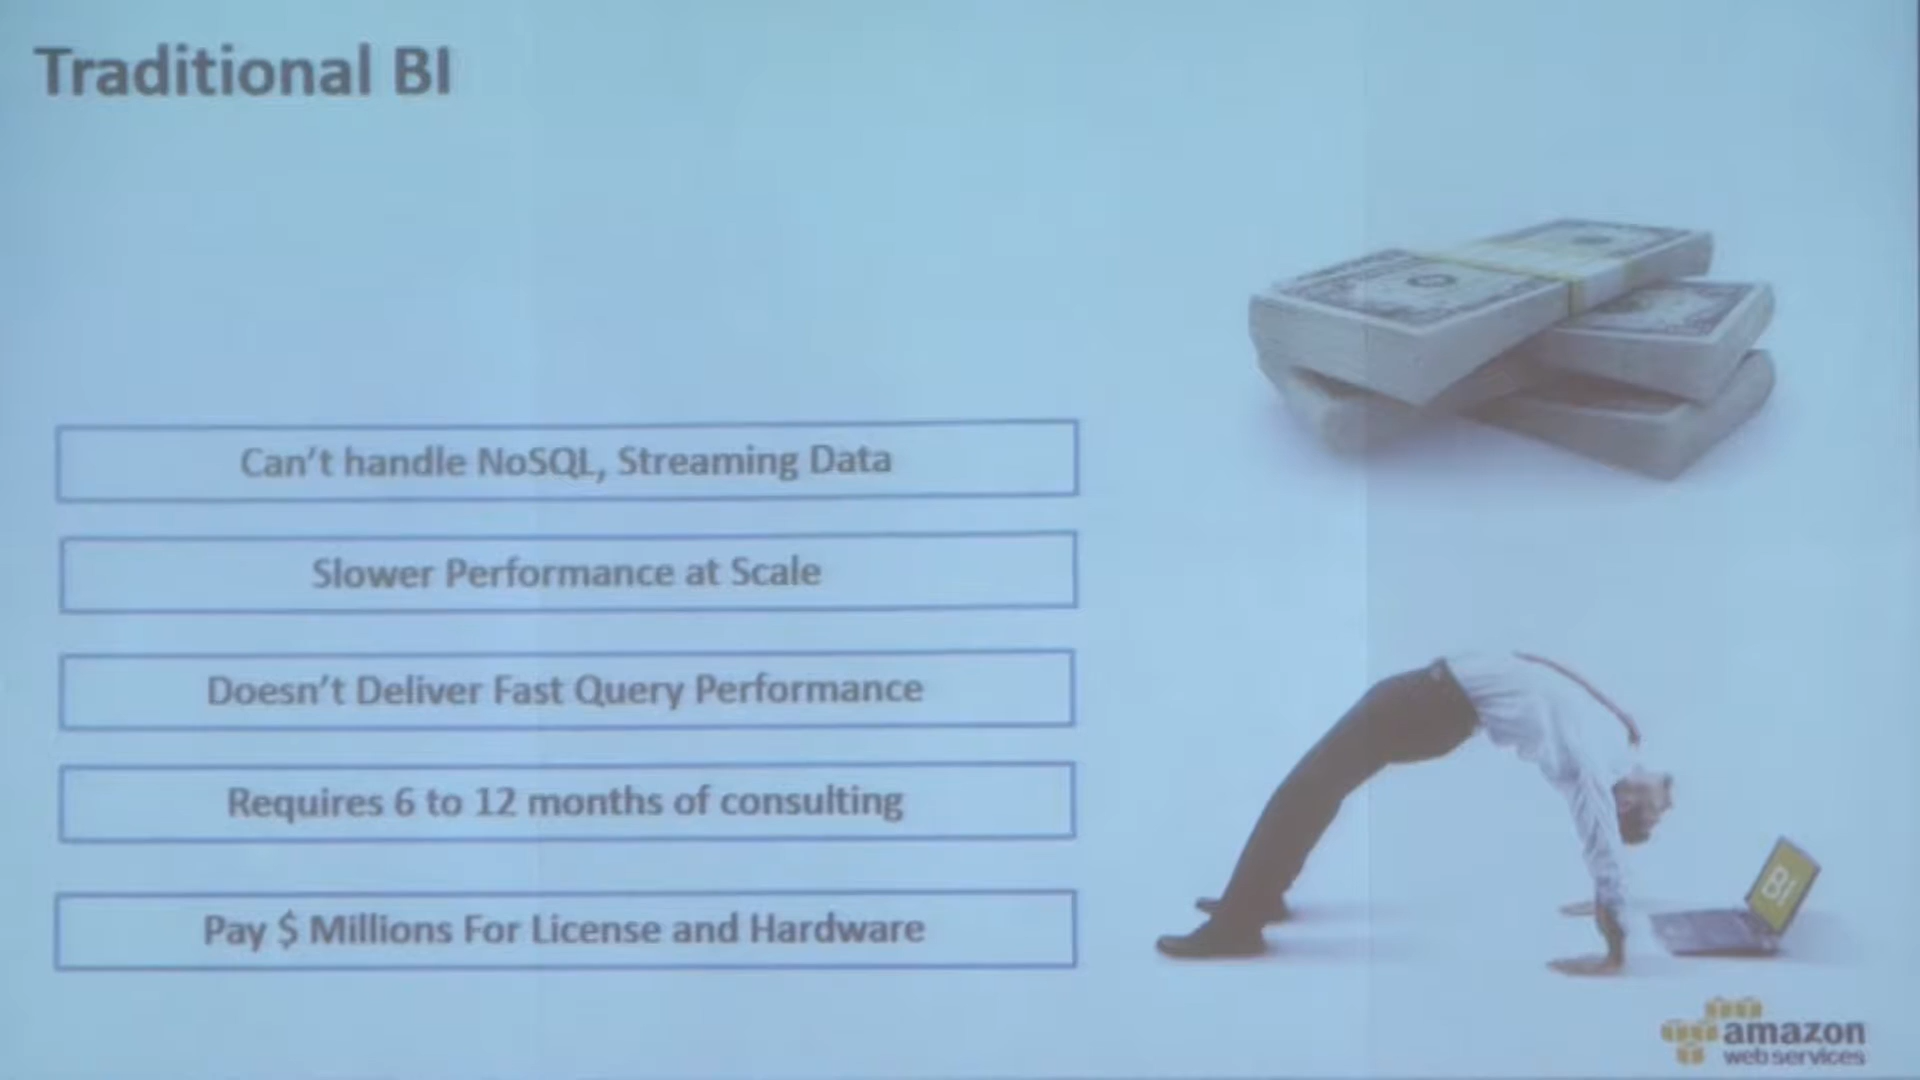 Traditional BI
Can't handle NoSQL, Streaming Data
Slower Performance at Scale
Doesn't Deliver Fast Query Performance
Requires 6 to 12 months of consulting
Pay $ Millions For License and Hardware
BI
amazon
web services